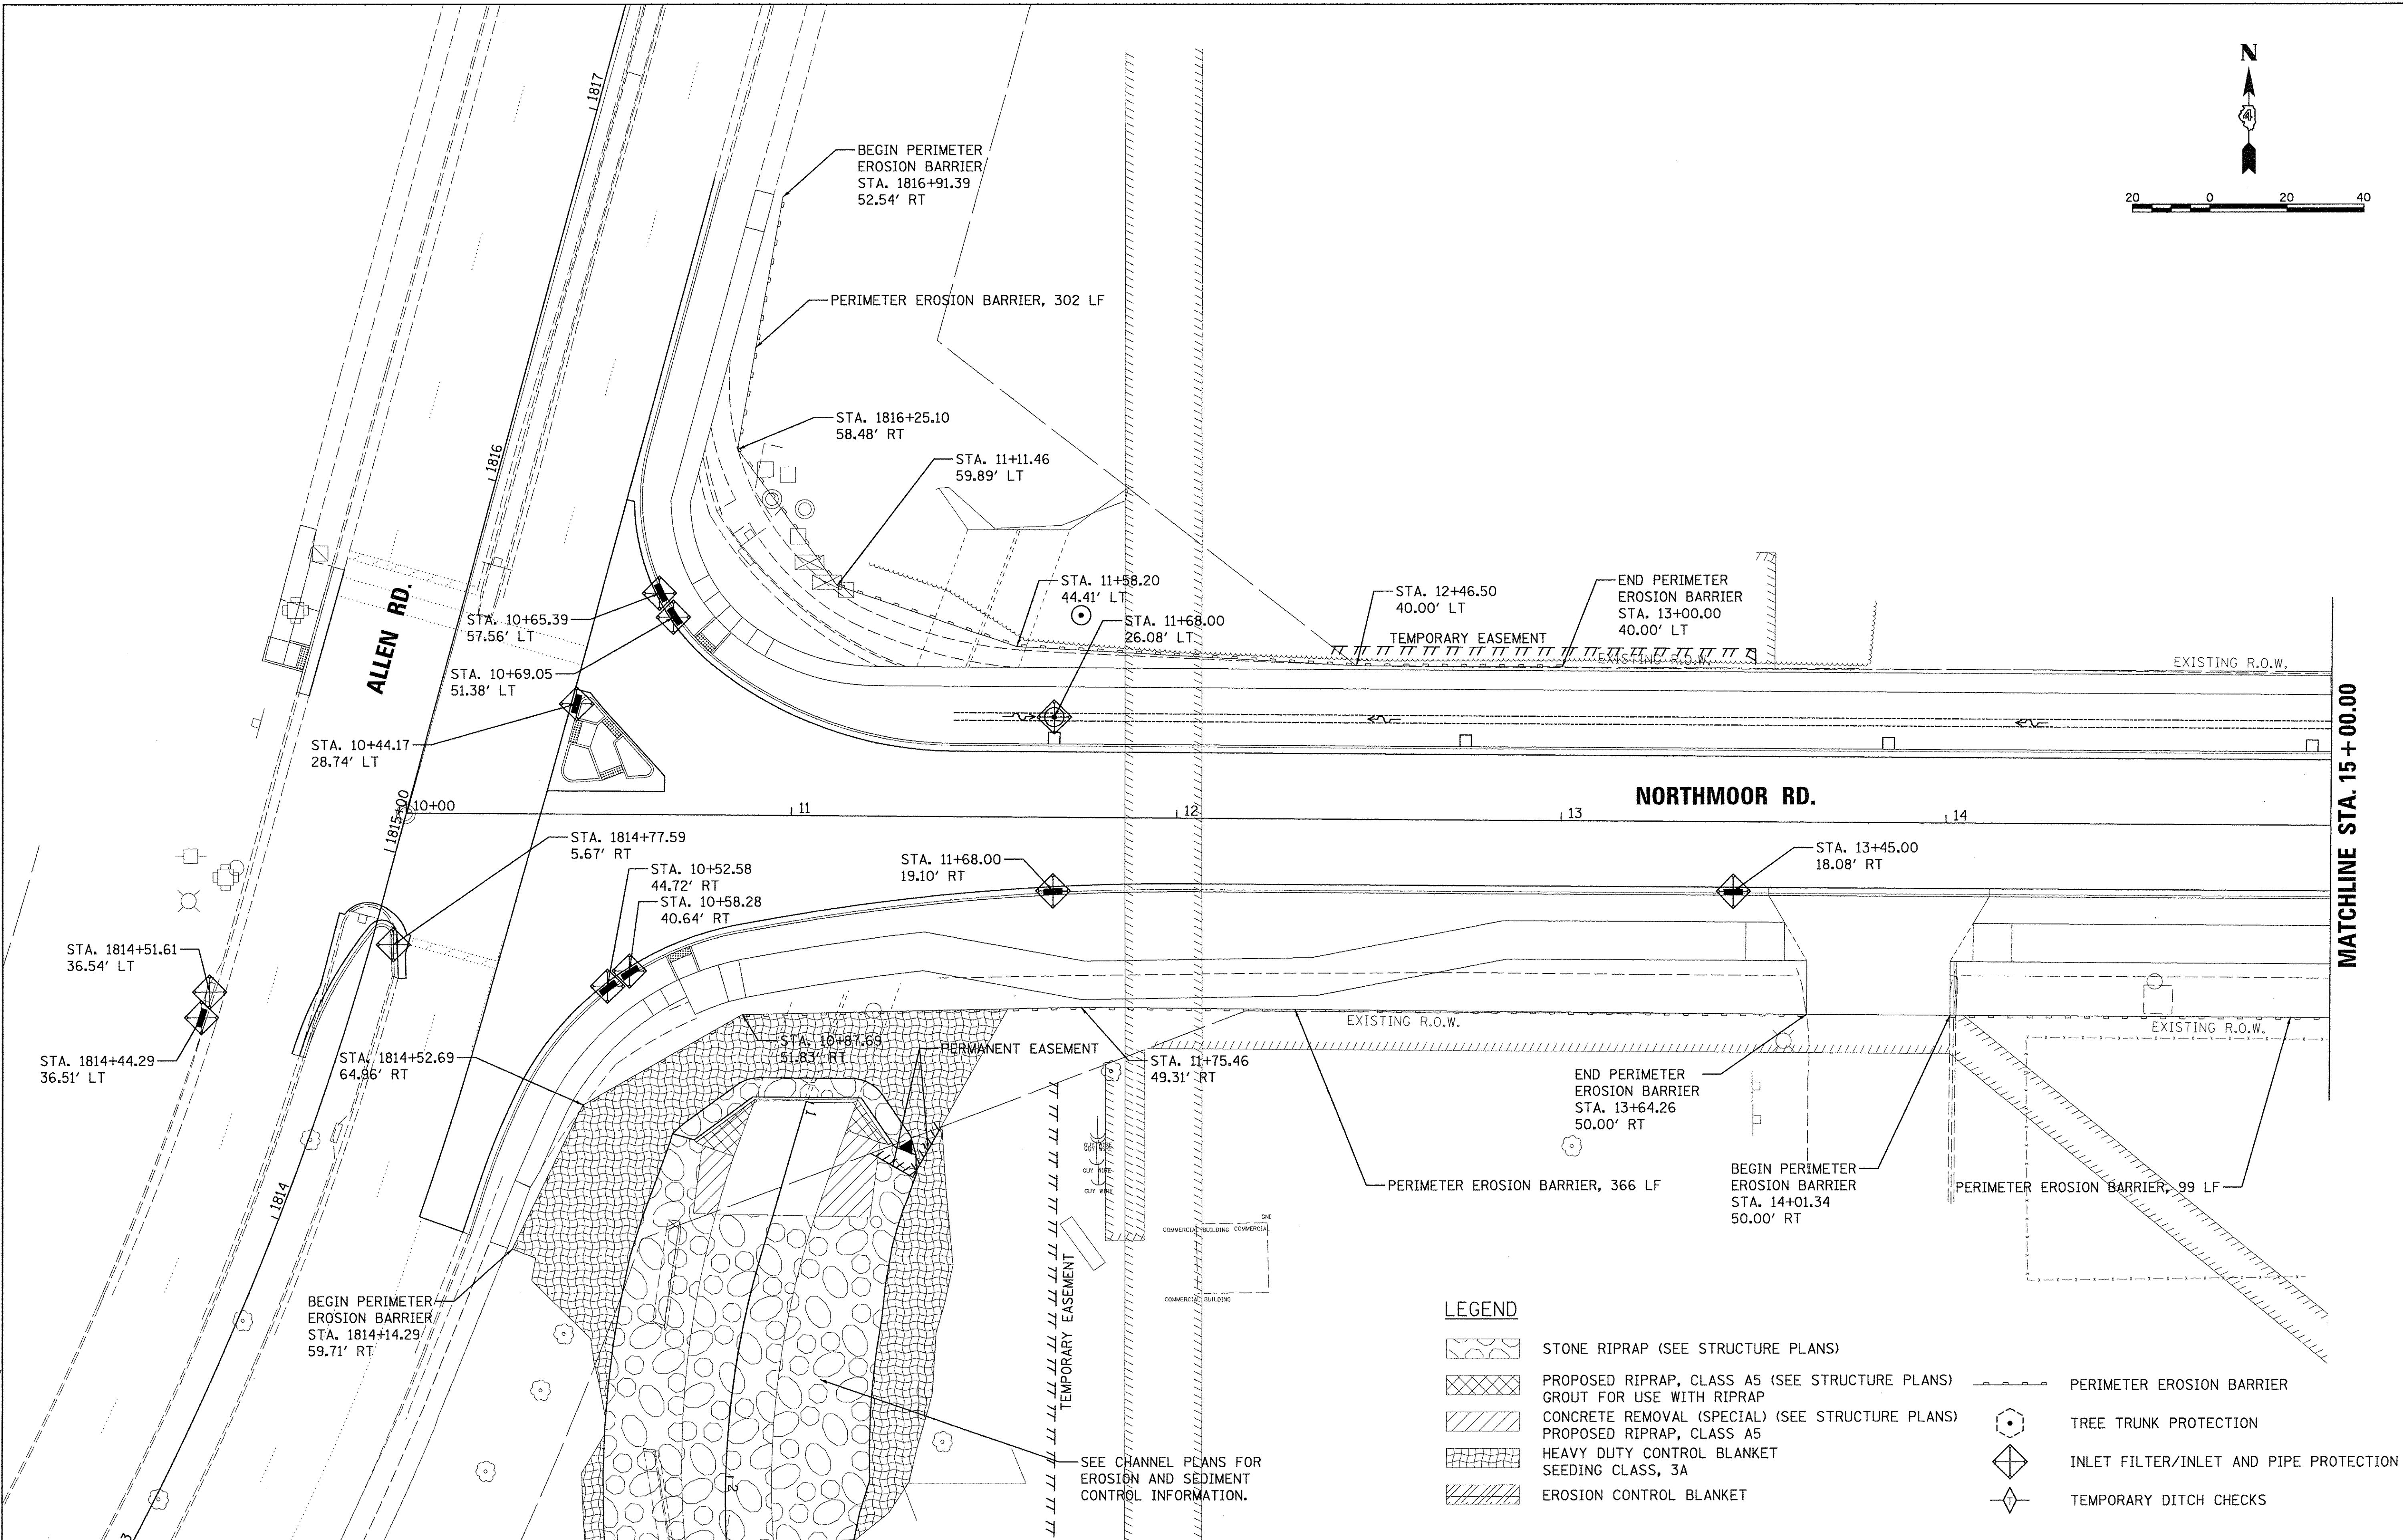 N
4
20 0 20 40
1817
BEGIN PERIMETER
EROSION BARRIER
STA. 1816+91.39
52.54' RT
PERIMETER EROSION BARRIER, 302 LF
STA. 1816+25.10
58.48' RT
1816
STA. 11+11.46
59.89' LT
STA. 11+58.20
44.41' LT
STA. 12+46.50
40.00' LT
END PERIMETER
EROSION BARRIER
STA. 13+00.00
40.00' LT
STA. 10+65.39
57.56' LT
STA. 11+68.00
26.08' LT
TEMPORARY EASEMENT
EXISTING R.O.W.
EXISTING R.O.W.
ALLEN RD.
STA. 10+69.05
51.38' LT
STA. 10+44.17
28.74' LT
MATCHLINE STA. 15+00.00
NORTHMOOR RD.
1815+00
10+00
11
12
13
14
STA. 1814+77.59
5.67' RT
STA. 10+52.58
44.72' RT
STA. 10+58.28
40.64' RT
STA. 11+68.00
19.10' RT
STA. 13+45.00
18.08' RT
STA. 1814+51.61
36.54' LT
STA. 1814+44.29
36.51' LT
STA. 1814+52.69
64.96' RT
STA. 10+87.69
51.83' RT
PERMANENT EASEMENT
STA. 11+75.46
49.31' RT
EXISTING R.O.W.
EXISTING R.O.W.
END PERIMETER
EROSION BARRIER
STA. 13+64.26
50.00' RT
1
GUY WIRE
GUY WIRE
GUY WIRE
GUY WIRE
BEGIN PERIMETER
EROSION BARRIER
STA. 14+01.34
50.00' RT
PERIMETER EROSION BARRIER, 366 LF
PERIMETER EROSION BARRIER, 99 LF
1814
COMMERCIAL BUILDING COMMERCIAL
COMMERCIAL BUILDING
TEMPORARY EASEMENT
BEGIN PERIMETER
EROSION BARRIER
STA. 1814+14.29
59.71' RT
SEE CHANNEL PLANS FOR
EROSION AND SEDIMENT
CONTROL INFORMATION.
2
3
LEGEND
STONE RIPRAP (SEE STRUCTURE PLANS)
PROPOSED RIPRAP, CLASS A5 (SEE STRUCTURE PLANS)
GROUT FOR USE WITH RIPRAP
CONCRETE REMOVAL (SPECIAL) (SEE STRUCTURE PLANS)
PROPOSED RIPRAP, CLASS A5
HEAVY DUTY CONTROL BLANKET
SEEDING CLASS, 3A
EROSION CONTROL BLANKET
PERIMETER EROSION BARRIER
TREE TRUNK PROTECTION
INLET FILTER/INLET AND PIPE PROTECTION
T
TEMPORARY DITCH CHECKS